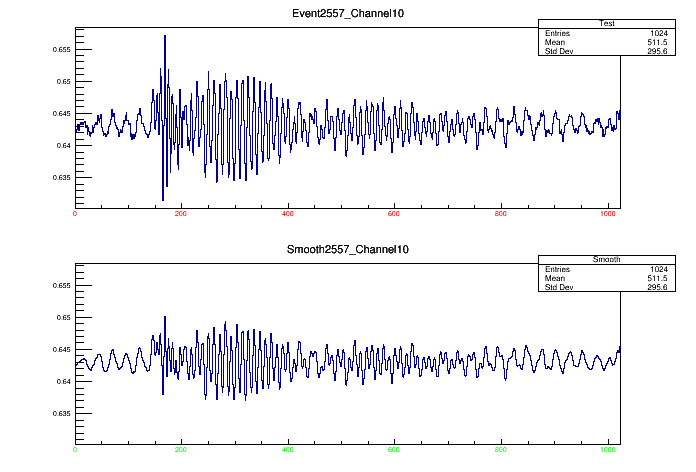 Event2557_Channel10
Test
Entries 1024
Mean 511.5
Std Dev 295.6
0.655
0.65
0.645
0.64
0.635
0 200 400 600 800 1000
Smooth2557_Channel10
Smooth
Entries 1024
Mean 511.5
Std Dev 295.6
0.655
0.65
0.645
0.64
0.635
0 200 400 600 800 1000